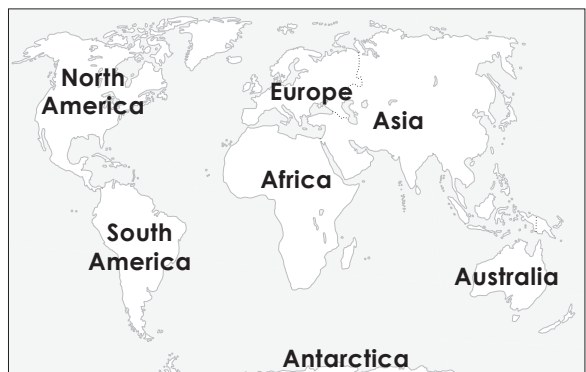 North
America
Europe
Asia
Africa
South
America
Australia
Antarctica